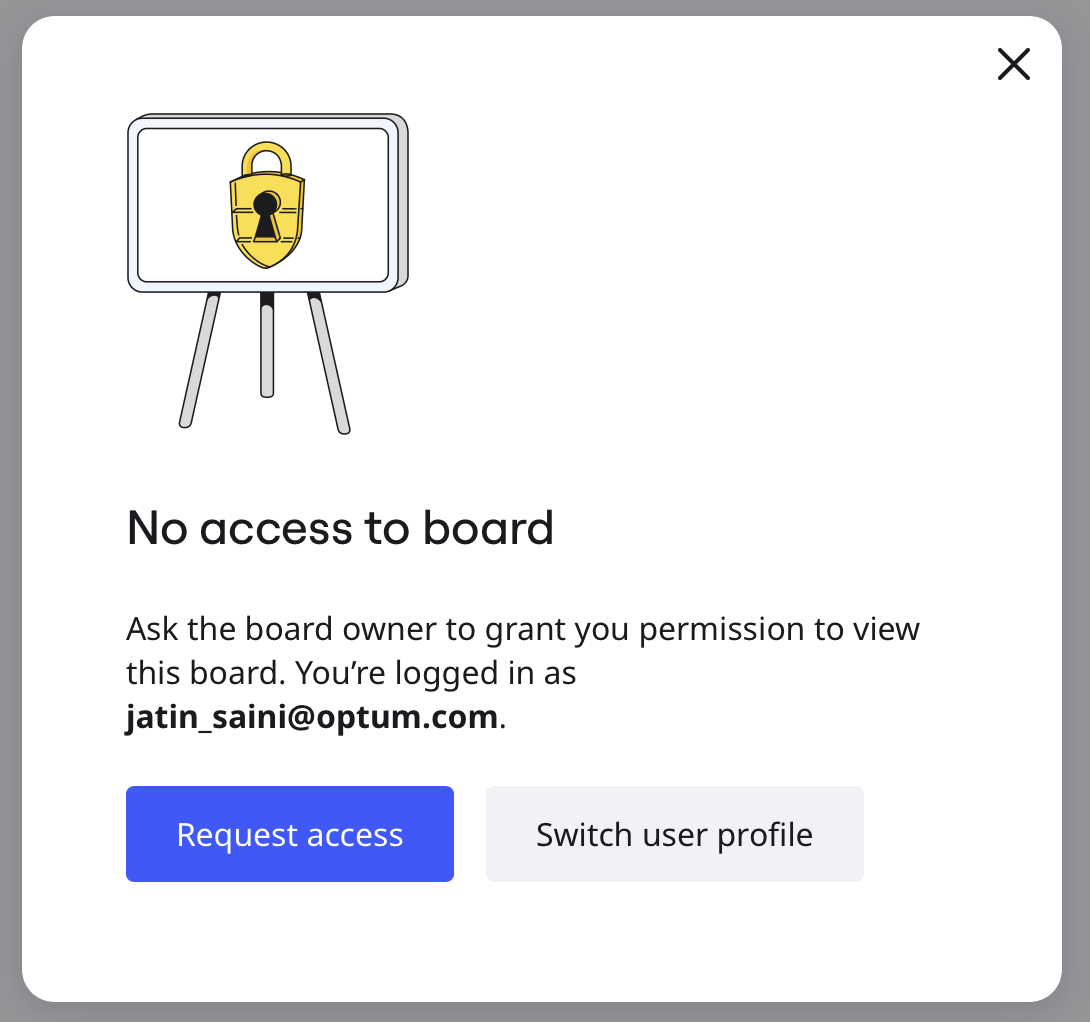 No access to board
Ask the board owner to grant you permission to view
this board. You’re logged in as
jatin_saini@optum.com.
Request access
Switch user profile